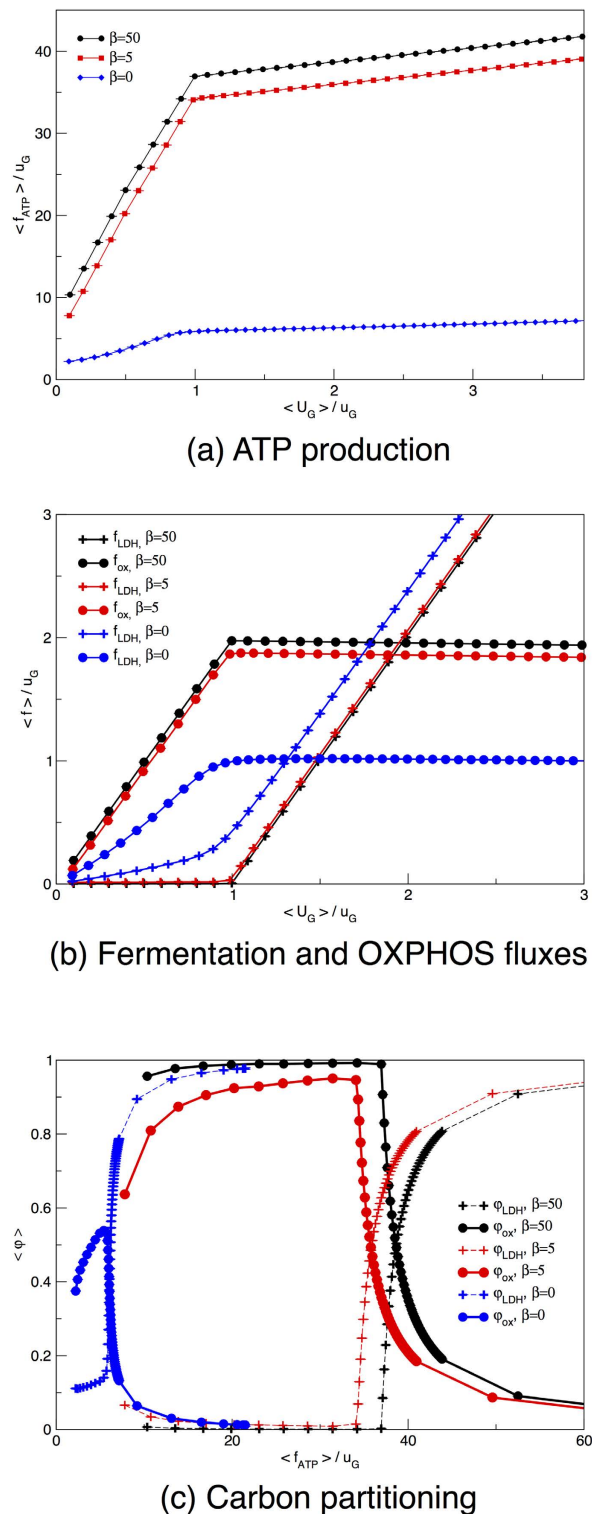 40
30
20
10
0
< f_ATP > / u_G
β=50
β=5
β=0
0
1
2
3
< U_G > / u_G
(a) ATP production
3
2
1
0
< f > / u_G
f_LDH, β=50
f_ox, β=50
f_LDH, β=5
f_ox, β=5
f_LDH, β=0
f_LDH, β=0
0
1
2
3
< U_G > / u_G
(b) Fermentation and OXPHOS fluxes
1
0.8
0.6
0.4
0.2
0
< φ >
φ_LDH, β=50
φ_ox, β=50
φ_LDH, β=5
φ_ox, β=5
φ_LDH, β=0
φ_ox, β=0
0
20
40
60
< f_ATP > / u_G
(c) Carbon partitioning